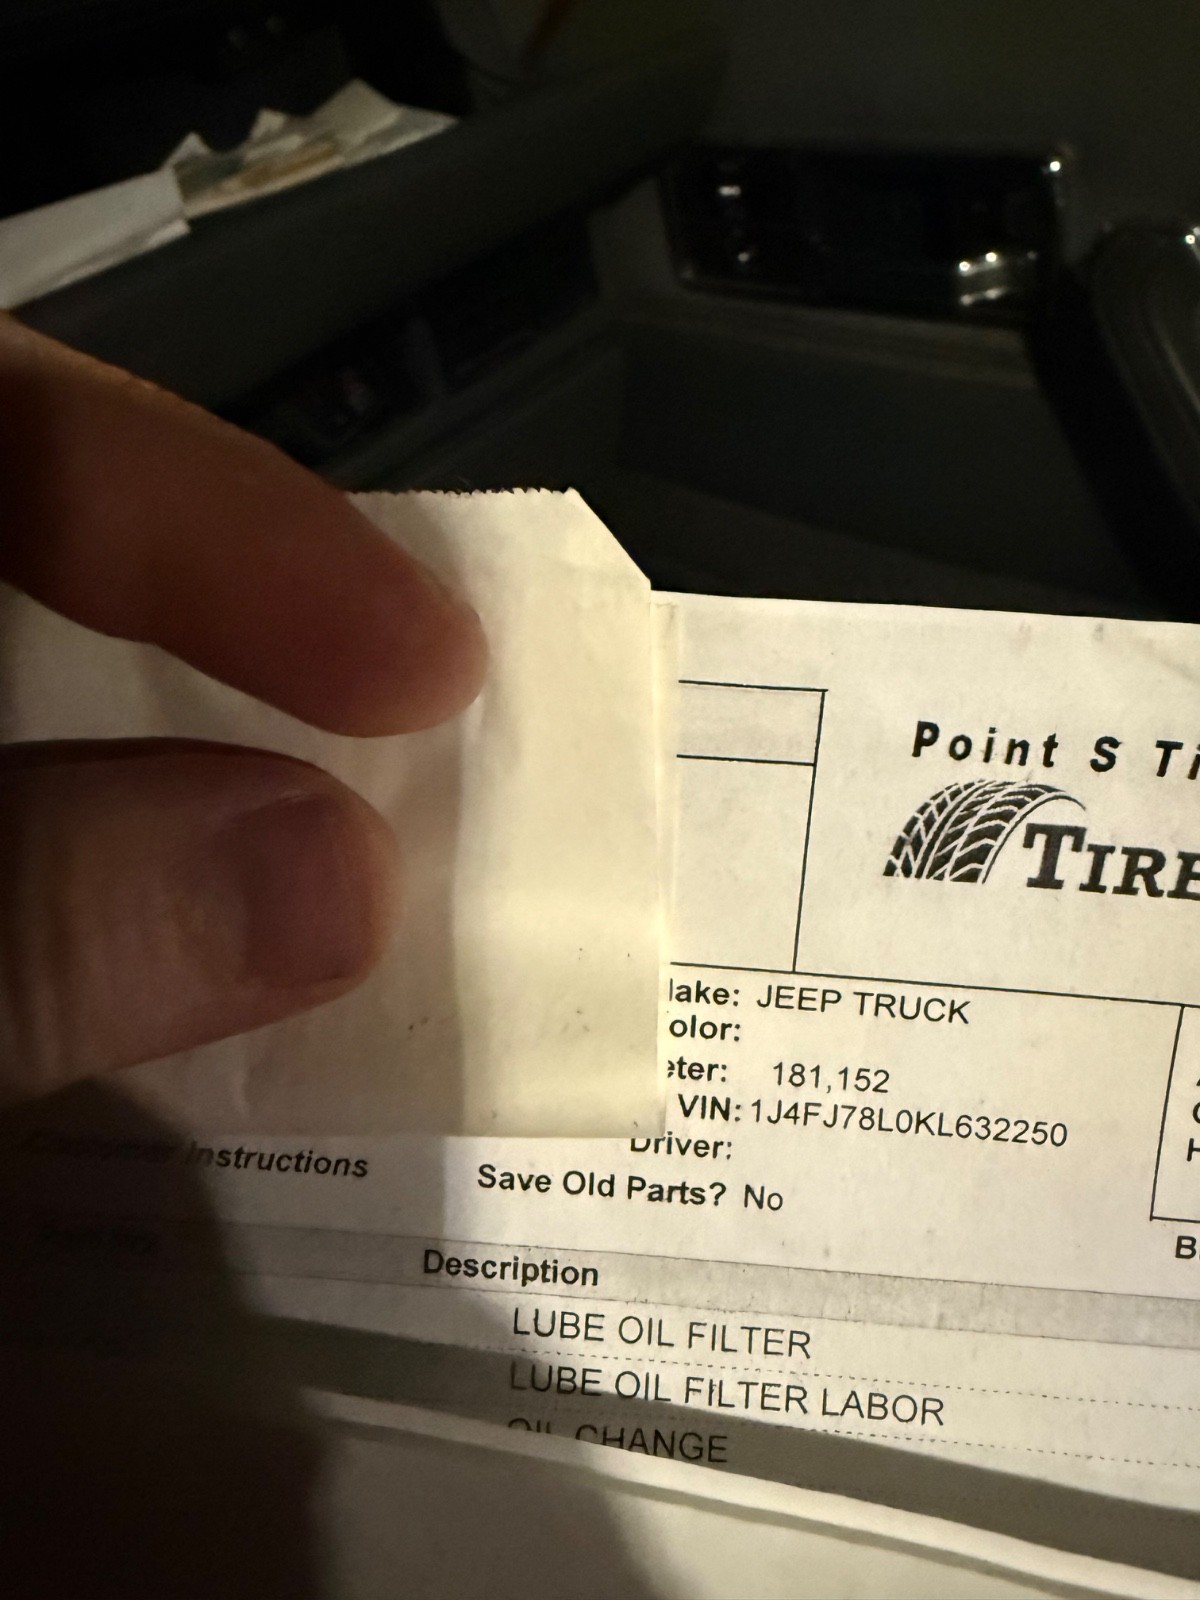 Point S Ti
TIRE
lake: JEEP TRUCK
olor:
eter: 181,152
VIN: 1J4FJ78L0KL632250
Driver:
Instructions
Save Old Parts? No
B
Description
LUBE OIL FILTER
LUBE OIL FILTER LABOR
OIL CHANGE